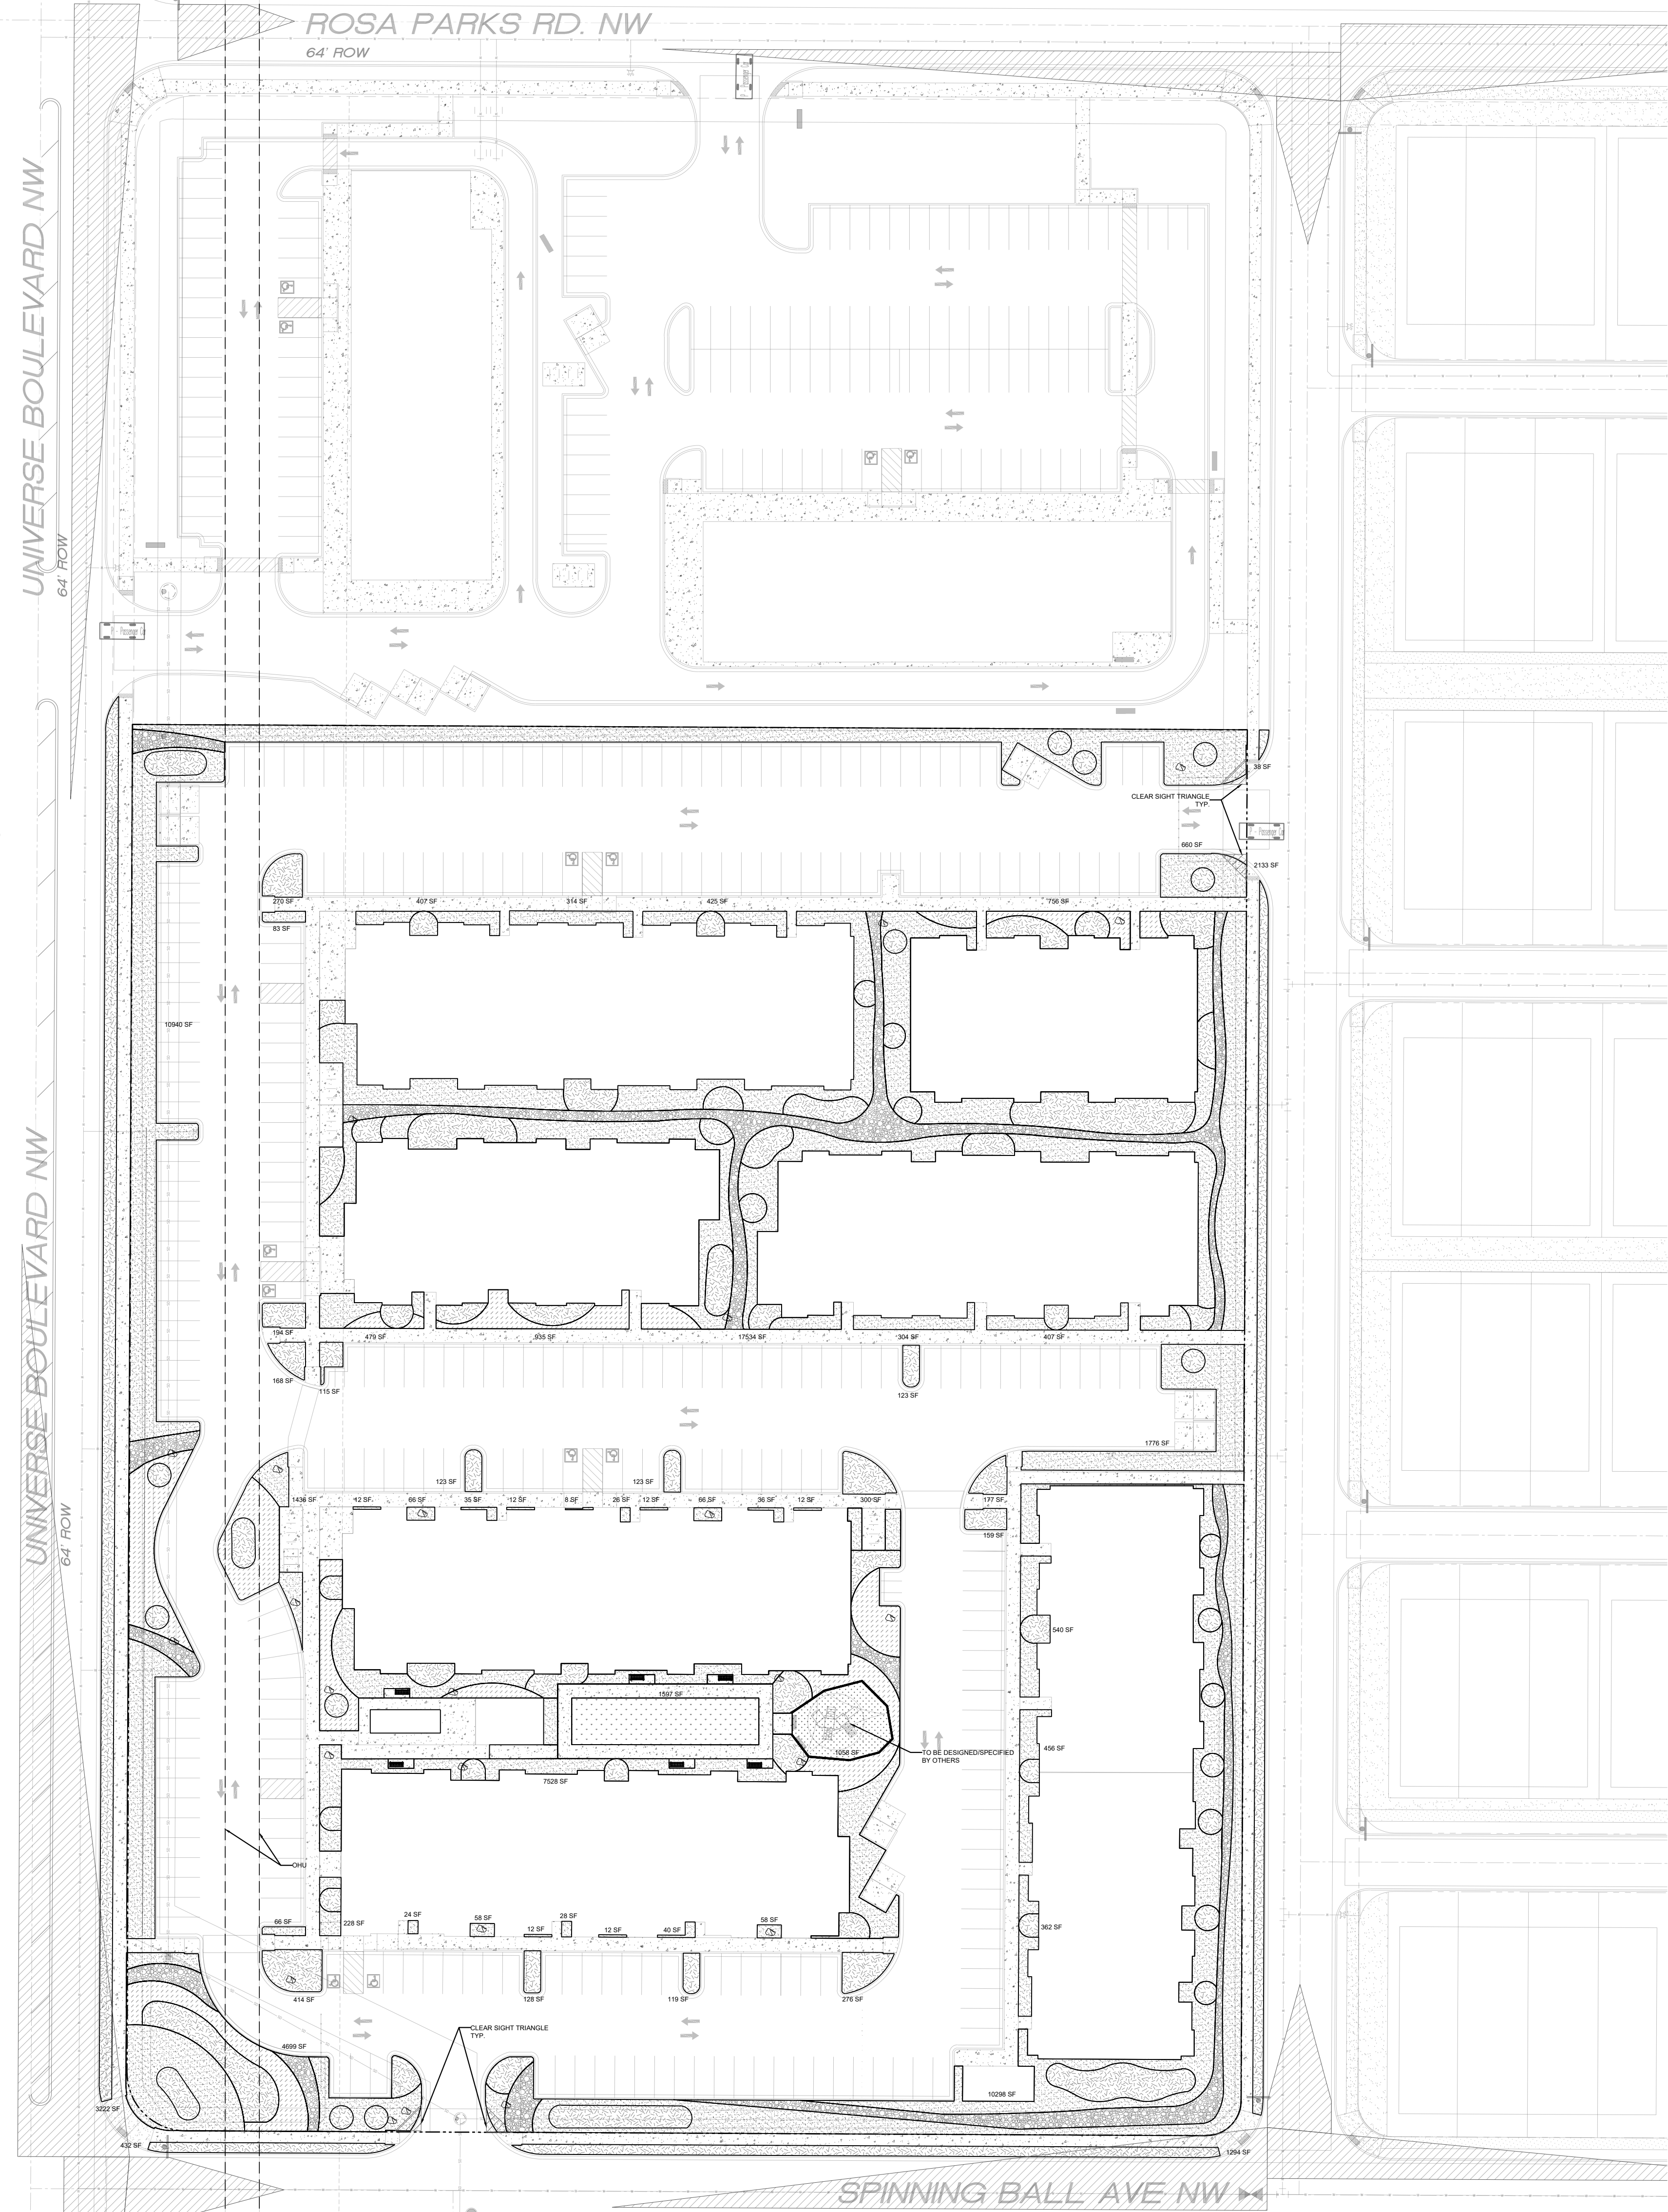 ROSA PARKS RD. NW
64' ROW
UNIVERSE BOULEVARD NW
64' ROW
38 SF
CLEAR SIGHT TRIANGLE
TYP.
P - Passenger Car
660 SF
2133 SF
270 SF
407 SF
314 SF
425 SF
756 SF
83 SF
10940 SF
194 SF
479 SF
935 SF
17534 SF
304 SF
407 SF
168 SF
115 SF
123 SF
UNIVERSE BOULEVARD NW
64' ROW
1776 SF
123 SF
123 SF
1436 SF
12 SF
66 SF
35 SF
12 SF
8 SF
26 SF
12 SF
66 SF
36 SF
12 SF
300 SF
177 SF
159 SF
540 SF
1597 SF
456 SF
1058 SF
TO BE DESIGNED/SPECIFIED
BY OTHERS
7528 SF
OHU
66 SF
228 SF
24 SF
58 SF
12 SF
28 SF
12 SF
40 SF
58 SF
362 SF
414 SF
128 SF
119 SF
276 SF
CLEAR SIGHT TRIANGLE
TYP.
4699 SF
10298 SF
3222 SF
432 SF
1294 SF
SPINNING BALL AVE NW